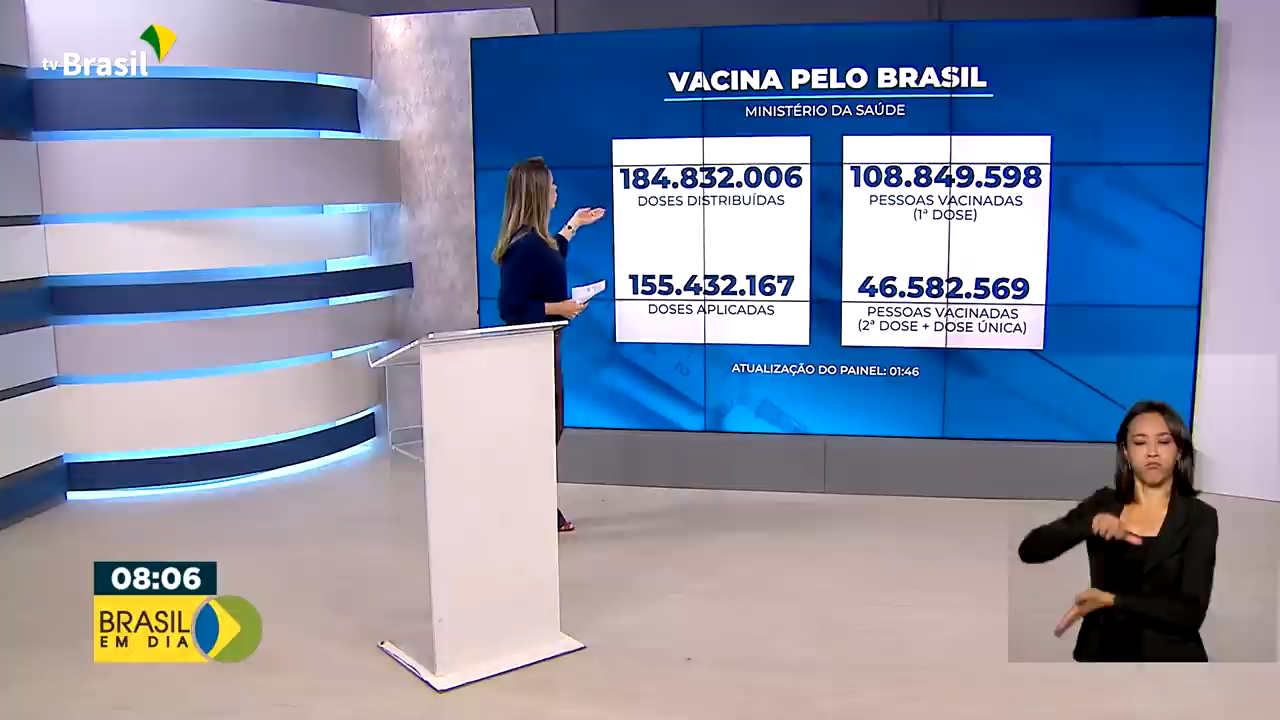 tv Brasil
VACINA PELO BRASIL
MINISTÉRIO DA SAÚDE
184.832.006
DOSES DISTRIBUÍDAS
155.432.167
DOSES APLICADAS
108.849.598
PESSOAS VACINADAS
(1ª DOSE)
46.582.569
PESSOAS VACINADAS
(2ª DOSE + DOSE ÚNICA)
ATUALIZAÇÃO DO PAINEL: 01:46
08:06
BRASIL
EM DIA